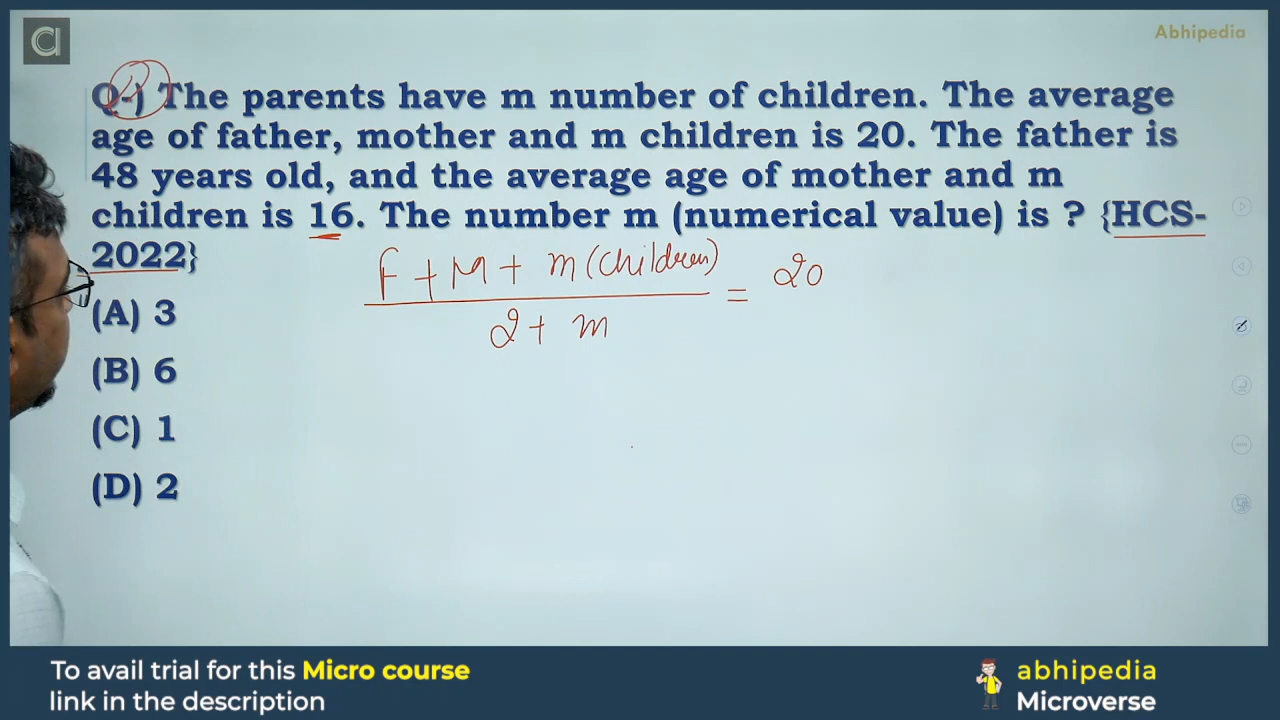 Abhipedia
Q-) The parents have m number of children. The average
age of father, mother and m children is 20. The father is
48 years old, and the average age of mother and m
children is 16. The number m (numerical value) is ? {HCS-
2022}
F + M + m (children)
2 + m
= 20
(A) 3
(B) 6
(C) 1
(D) 2
To avail trial for this Micro course
link in the description
abhipedia
Microverse